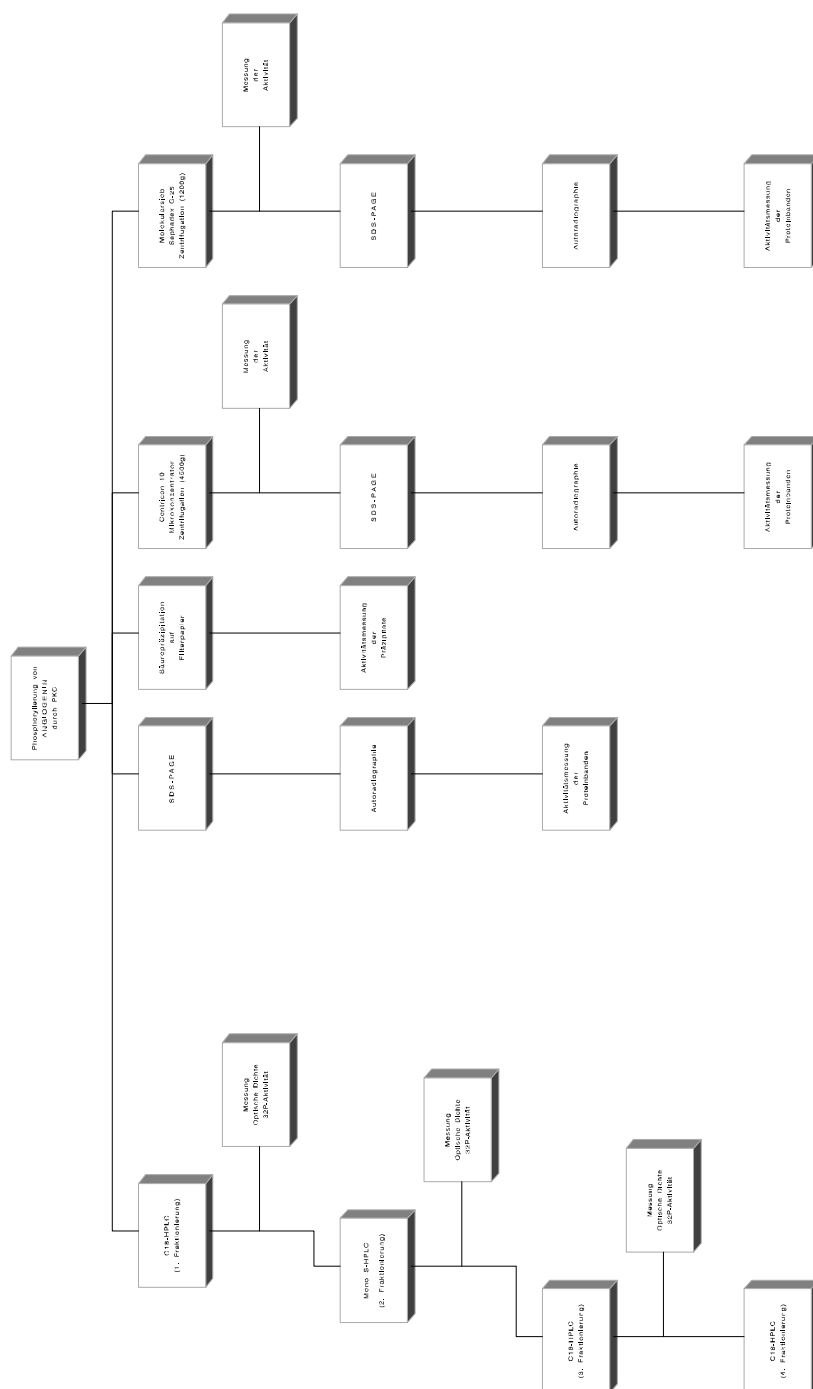 Phosphorylierung von
ANGIOGENIN
durch PKC
C18-HPLC
(1. Fraktionierung)
Messung
Optische Dichte
32P-Aktivität
Mono S-HPLC
(2. Fraktionierung)
Messung
Optische Dichte
32P-Aktivität
C18-HPLC
(3. Fraktionierung)
Messung
Optische Dichte
32P-Aktivität
C18-HPLC
(4. Fraktionierung)
SDS-PAGE
Autoradiographie
Aktivitätsmessung
der
Proteinbanden
Säurepräzipitation
auf
Filterpapier
Aktivitätsmessung
der
Präzipitate
Centricon 10
Mikrokonzentrator
Zentrifugation (4500g)
Messung
der
Aktivität
SDS-PAGE
Autoradiographie
Aktivitätsmessung
der
Proteinbanden
Molekularsieb
Sephadex G-25
Zentrifugation (1200g)
Messung
der
Aktivität
SDS-PAGE
Autoradiographie
Aktivitätsmessung
der
Proteinbanden